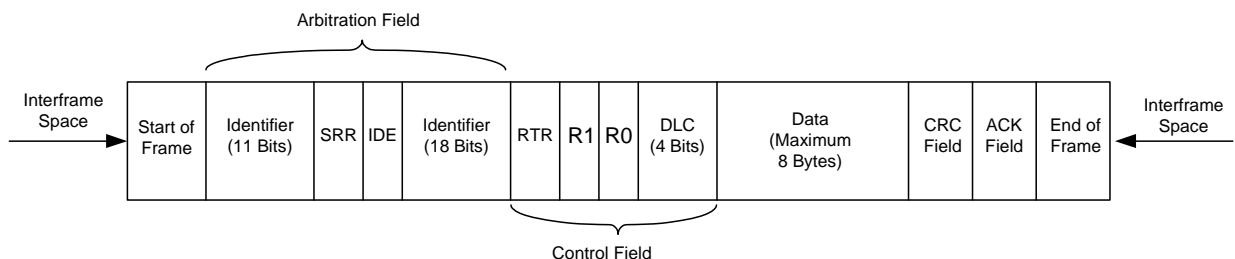 Arbitration Field
Interframe
Space
Start of
Frame
Identifier
(11 Bits)
SRR
IDE
Identifier
(18 Bits)
RTR
R1
R0
DLC
(4 Bits)
Data
(Maximum
8 Bytes)
CRC
Field
ACK
Field
End of
Frame
Interframe
Space
Control Field